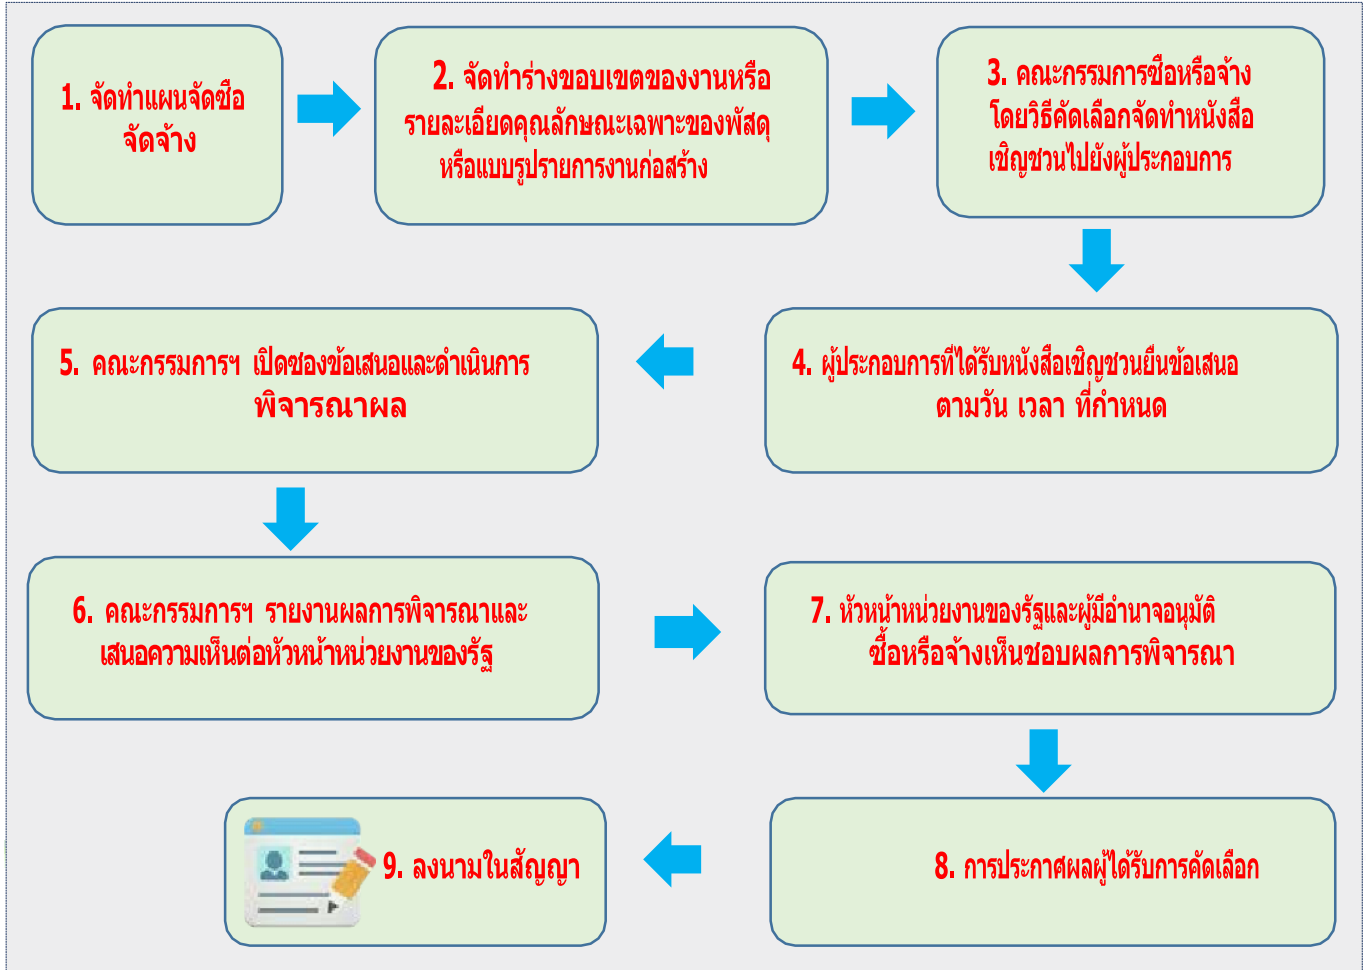 1. จัดทำแผนจัดซื้อ
จัดจ้าง
2. จัดทำร่างขอบเขตของงานหรือ
รายละเอียดคุณลักษณะเฉพาะของพัสดุ
หรือแบบรูปรายการงานก่อสร้าง
3. คณะกรรมการซื้อหรือจ้าง
โดยวิธีคัดเลือกจัดทำหนังสือ
เชิญชวนไปยังผู้ประกอบการ
4. ผู้ประกอบการที่ได้รับหนังสือเชิญชวนยื่นข้อเสนอ
ตามวัน เวลา ที่กำหนด
5. คณะกรรมการฯ เปิดซองข้อเสนอและดำเนินการ
พิจารณาผล
6. คณะกรรมการฯ รายงานผลการพิจารณาและ
เสนอความเห็นต่อหัวหน้าหน่วยงานของรัฐ
7. หัวหน้าหน่วยงานของรัฐและผู้มีอำนาจอนุมัติ
ซื้อหรือจ้างเห็นชอบผลการพิจารณา
8. การประกาศผลผู้ได้รับการคัดเลือก
9. ลงนามในสัญญา